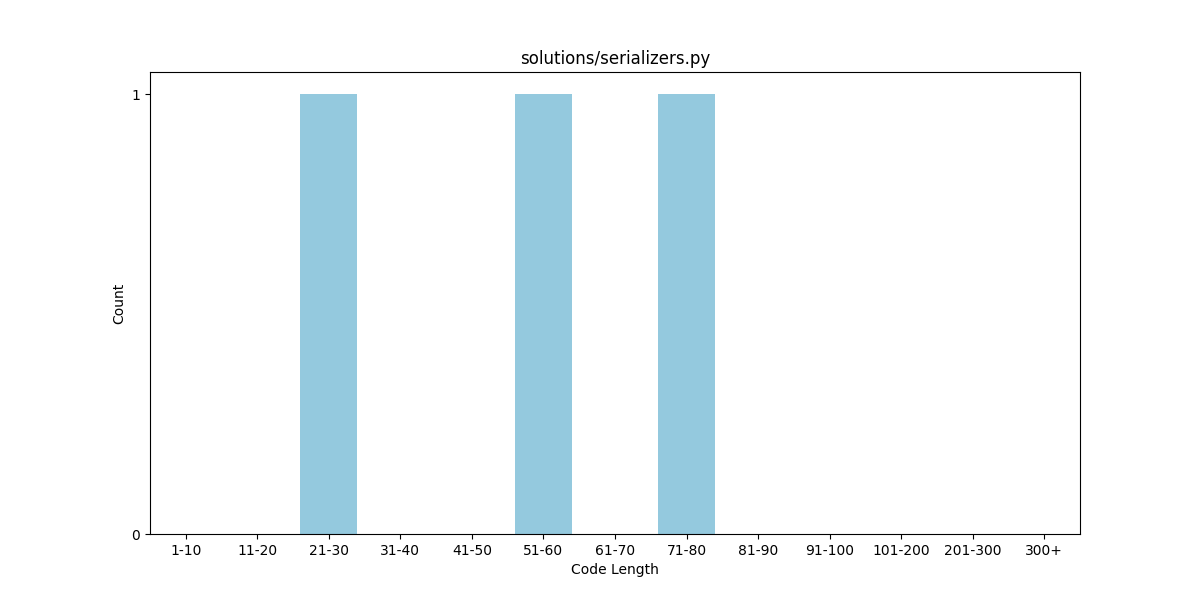 solutions/serializers.py
1
Count
0
1-10 11-20 21-30 31-40 41-50 51-60 61-70 71-80 81-90 91-100 101-200 201-300 300+
Code Length